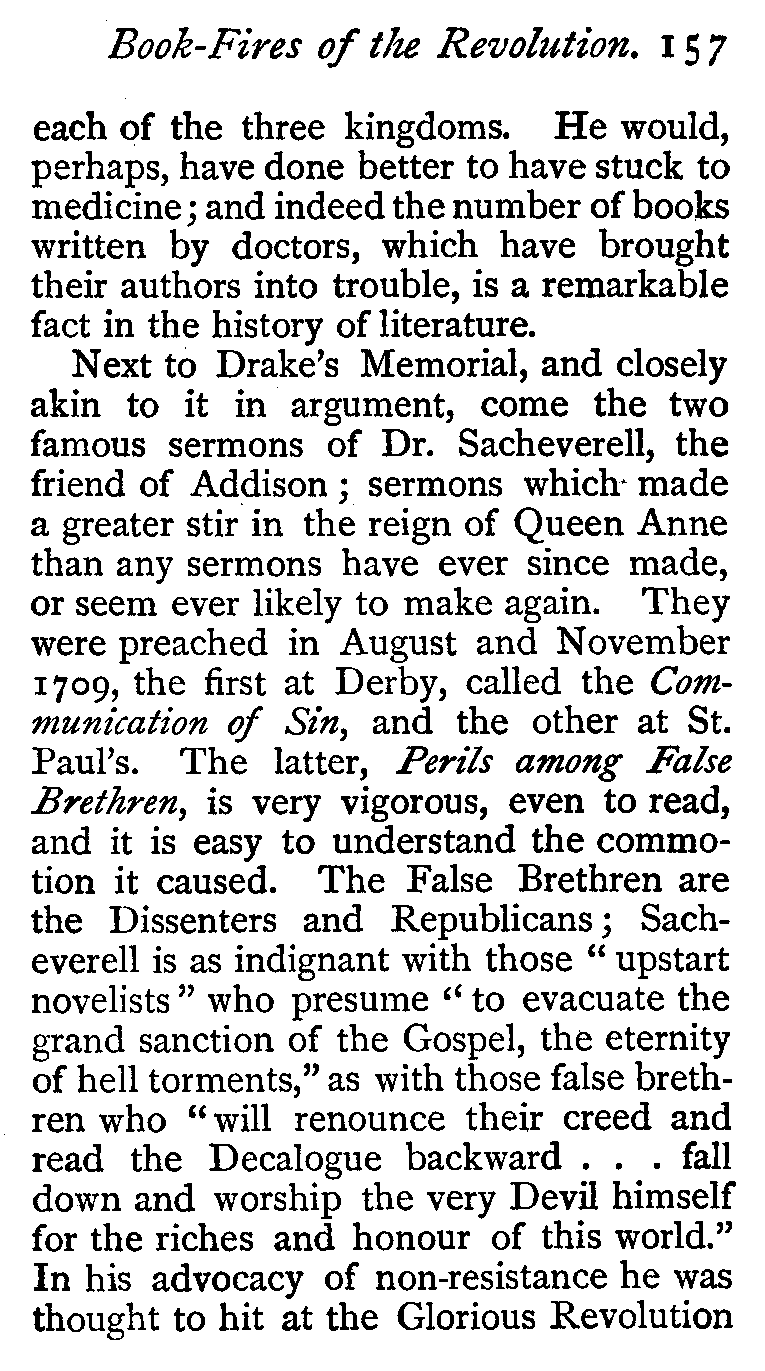 Book-Fires of the Revolution. 157
each of the three kingdoms. He would,
perhaps, have done better to have stuck to
medicine; and indeed the number of books
written by doctors, which have brought
their authors into trouble, is a remarkable
fact in the history of literature.
Next to Drake's Memorial, and closely
akin to it in argument, come the two
famous sermons of Dr. Sacheverell, the
friend of Addison; sermons which made
a greater stir in the reign of Queen Anne
than any sermons have ever since made,
or seem ever likely to make again. They
were preached in August and November
1709, the first at Derby, called the Com-
munication of Sin, and the other at St.
Paul's. The latter, Perils among False
Brethren, is very vigorous, even to read,
and it is easy to understand the commo-
tion it caused. The False Brethren are
the Dissenters and Republicans; Sach-
everell is as indignant with those "upstart
novelists" who presume "to evacuate the
grand sanction of the Gospel, the eternity
of hell torments," as with those false breth-
ren who "will renounce their creed and
read the Decalogue backward . . . fall
down and worship the very Devil himself
for the riches and honour of this world."
In his advocacy of non-resistance he was
thought to hit at the Glorious Revolution